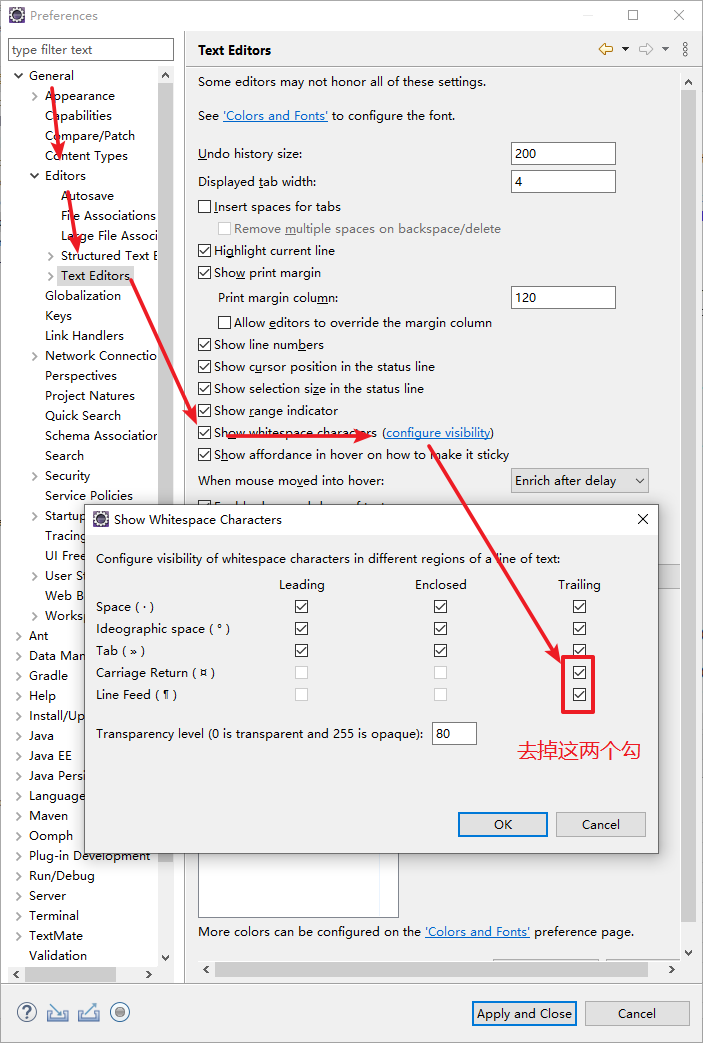 Preferences
type filter text
General
Appearance
Capabilities
Compare/Patch
Content Types
Editors
Autosave
File Associations
Large File Associ
Structured Text E
Text Editors
Globalization
Keys
Link Handlers
Network Connectio
Perspectives
Project Natures
Quick Search
Schema Association
Search
Security
Service Policies
Startup
Tracing
UI Free
User St
Web B
Worksp
Ant
Data Man
Gradle
Help
Install/Up
Java
Java EE
Java Persi
Language
Maven
Oomph
Plug-in Development
Run/Debug
Server
Terminal
TextMate
Validation
Text Editors
Some editors may not honor all of these settings.
See 'Colors and Fonts' to configure the font.
Undo history size: 200
Displayed tab width: 4
Insert spaces for tabs
Remove multiple spaces on backspace/delete
Highlight current line
Show print margin
Print margin column: 120
Allow editors to override the margin column
Show line numbers
Show cursor position in the status line
Show selection size in the status line
Show range indicator
Show whitespace characters (configure visibility)
Show affordance in hover on how to make it sticky
When mouse moved into hover: Enrich after delay
Show Whitespace Characters
Configure visibility of whitespace characters in different regions of a line of text:
Leading Enclosed Trailing
Space ( · )
Ideographic space ( ° )
Tab ( » )
Carriage Return ( ¤ )
Line Feed ( ¶ )
Transparency level (0 is transparent and 255 is opaque): 80
去掉这两个勾
OK Cancel
More colors can be configured on the 'Colors and Fonts' preference page.
Apply and Close Cancel